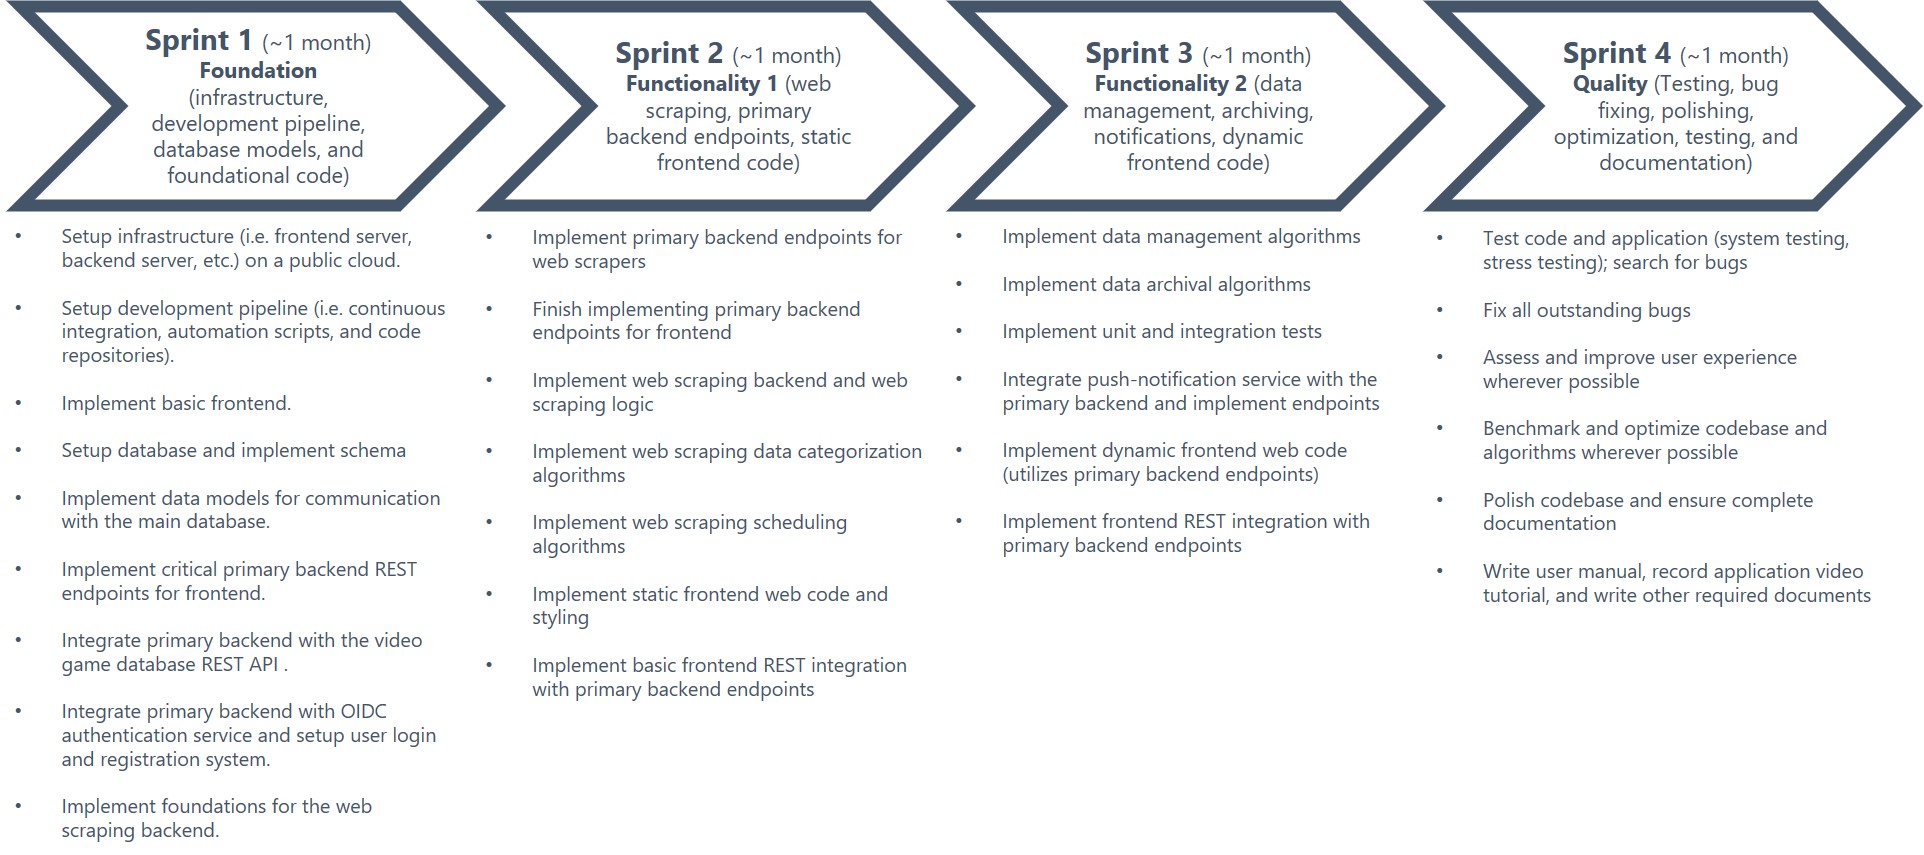 Sprint 1 (~1 month)
Foundation
(infrastructure,
development pipeline,
database models, and
foundational code)
• Setup infrastructure (i.e. frontend server,
backend server, etc.) on a public cloud.
• Setup development pipeline (i.e. continuous
integration, automation scripts, and code
repositories).
• Implement basic frontend.
• Setup database and implement schema
• Implement data models for communication
with the main database.
• Implement critical primary backend REST
endpoints for frontend.
• Integrate primary backend with the video
game database REST API .
• Integrate primary backend with OIDC
authentication service and setup user login
and registration system.
• Implement foundations for the web
scraping backend.
Sprint 2 (~1 month)
Functionality 1 (web
scraping, primary
backend endpoints, static
frontend code)
• Implement primary backend endpoints for
web scrapers
• Finish implementing primary backend
endpoints for frontend
• Implement web scraping backend and web
scraping logic
• Implement web scraping data categorization
algorithms
• Implement web scraping scheduling
algorithms
• Implement static frontend web code and
styling
• Implement basic frontend REST integration
with primary backend endpoints
Sprint 3 (~1 month)
Functionality 2 (data
management, archiving,
notifications, dynamic
frontend code)
• Implement data management algorithms
• Implement data archival algorithms
• Implement unit and integration tests
• Integrate push-notification service with the
primary backend and implement endpoints
• Implement dynamic frontend web code
(utilizes primary backend endpoints)
• Implement frontend REST integration with
primary backend endpoints
Sprint 4 (~1 month)
Quality (Testing, bug
fixing, polishing,
optimization, testing, and
documentation)
• Test code and application (system testing,
stress testing); search for bugs
• Fix all outstanding bugs
• Assess and improve user experience
wherever possible
• Benchmark and optimize codebase and
algorithms wherever possible
• Polish codebase and ensure complete
documentation
• Write user manual, record application video
tutorial, and write other required documents